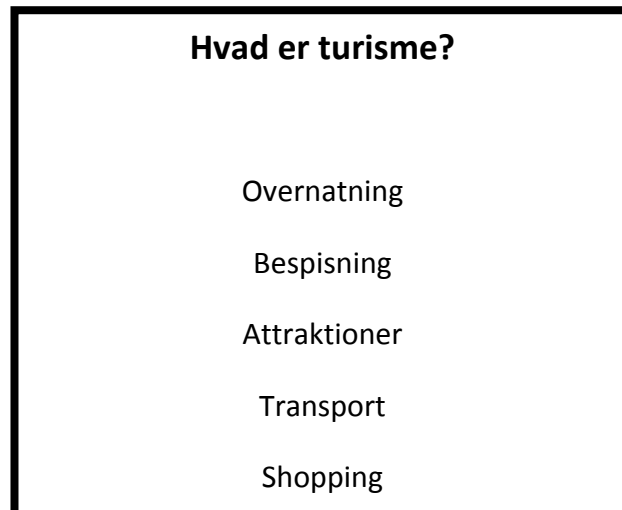 Hvad er turisme?
Overnatning
Bespisning
Attraktioner
Transport
Shopping